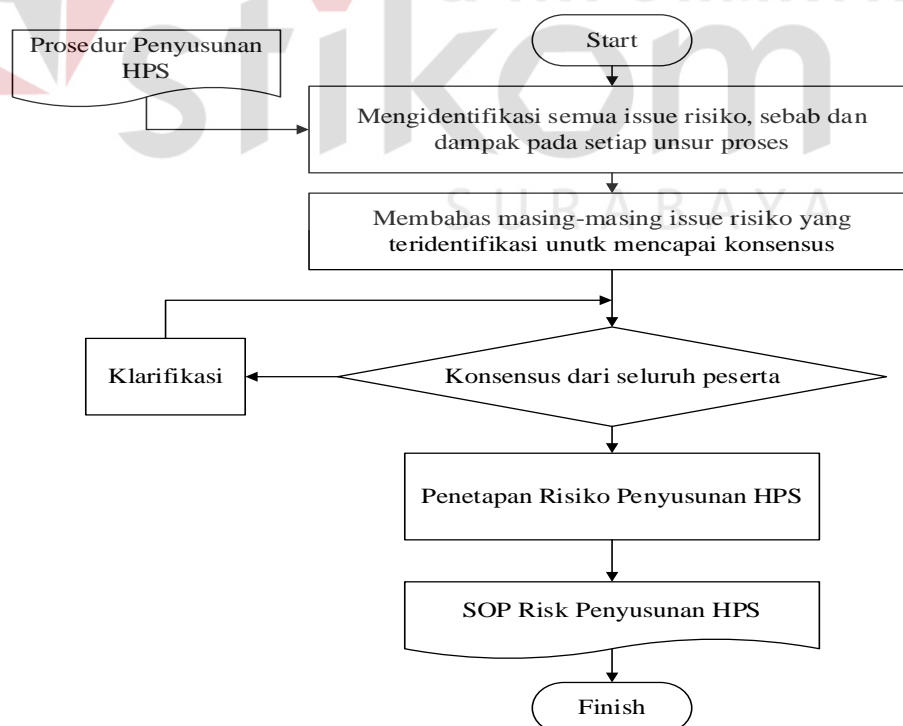 Prosedur Penyusunan
HPS
Start
Mengidentifikasi semua issue risiko, sebab dan
dampak pada setiap unsur proses
Membahas masing-masing issue risiko yang
teridentifikasi unutk mencapai konsensus
Klarifikasi
Konsensus dari seluruh peserta
Penetapan Risiko Penyusunan HPS
SOP Risk Penyusunan HPS
Finish
stikom
SURABAYA